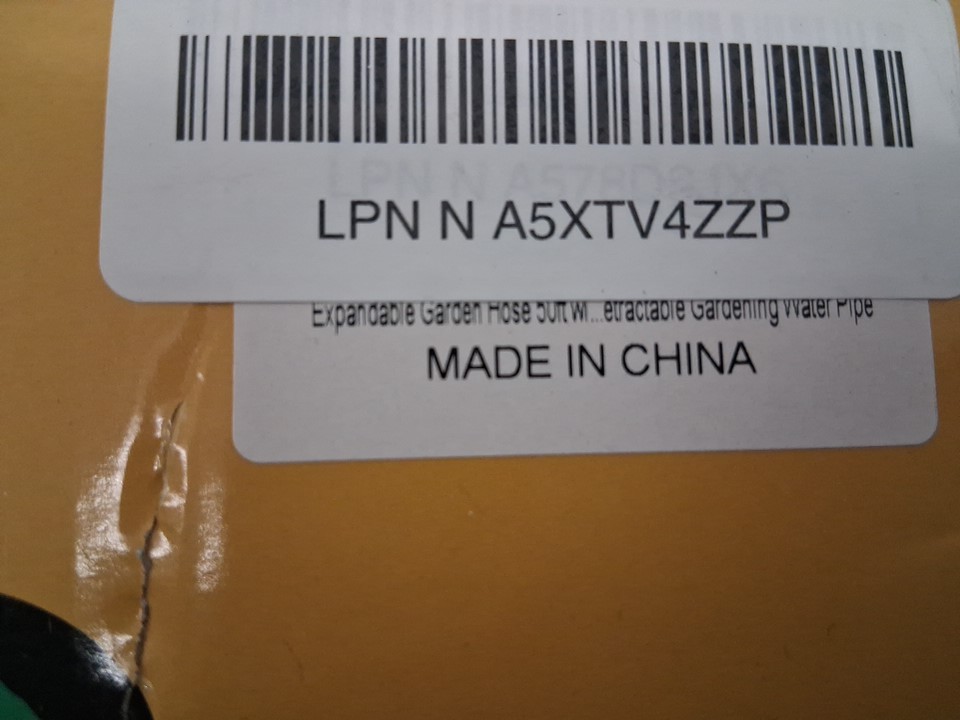 LPN N A5XTV4ZZP
Expandable Garden Hose 50ft wi...etractable Gardening Water Pipe
MADE IN CHINA